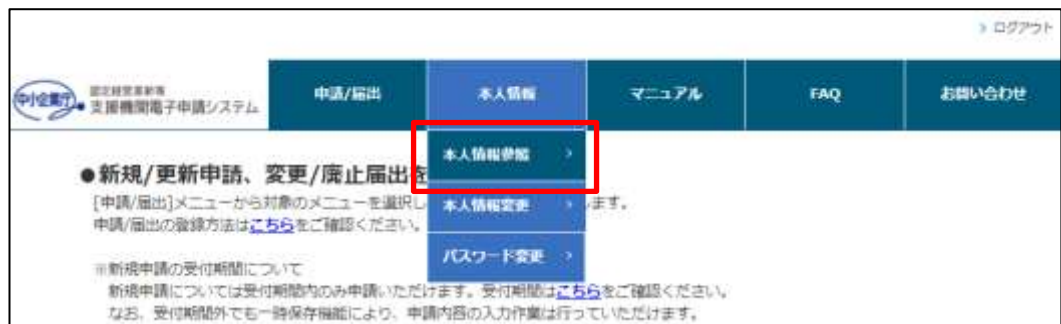 > ログアウト
中小企業庁
認定経営革新等
支援機関電子申請システム
申請/届出
本人情報
マニュアル
FAQ
お問い合わせ
本人情報参照 >
本人情報変更 >
パスワード変更 >
●新規/更新申請、変更/廃止届出を
[申請/届出]メニューから対象のメニューを選択し ます。
申請/届出の登録方法はこちらをご確認ください。
※新規申請の受付期間について
新規申請については受付期間内のみ申請いただけます。受付期間はこちらをご確認ください。
なお、受付期間外でも一時保存機能により、申請内容の入力作業は行っていただけます。